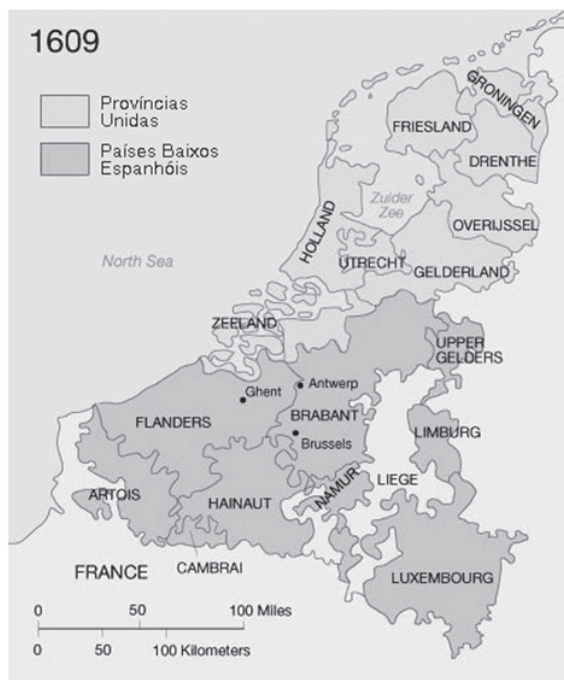 1609
Províncias
Unidas
Países Baixos
Espanhóis
GRONINGEN
FRIESLAND
DRENTHE
Zuider
Zee
HOLLAND
OVERIJSSEL
North Sea
UTRECHT
GELDERLAND
ZEELAND
UPPER
GELDERS
Ghent
Antwerp
FLANDERS
BRABANT
LIMBURG
Brussels
NAMUR
LIEGE
ARTOIS
HAINAUT
FRANCE
CAMBRAI
LUXEMBOURG
0 50 100 Miles
0 50 100 Kilometers